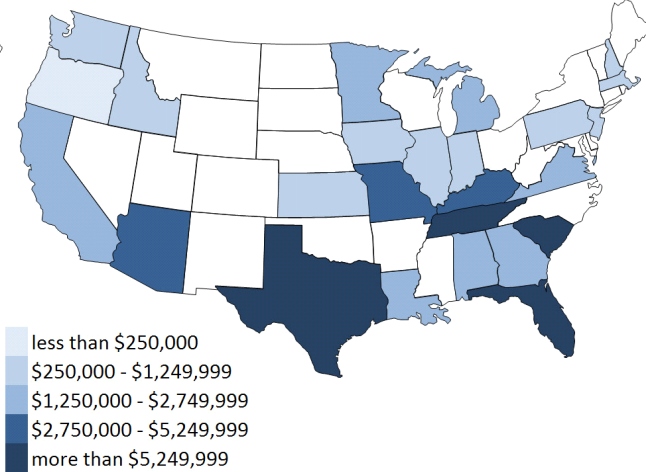 less than $250,000
$250,000 - $1,249,999
$1,250,000 - $2,749,999
$2,750,000 - $5,249,999
more than $5,249,999